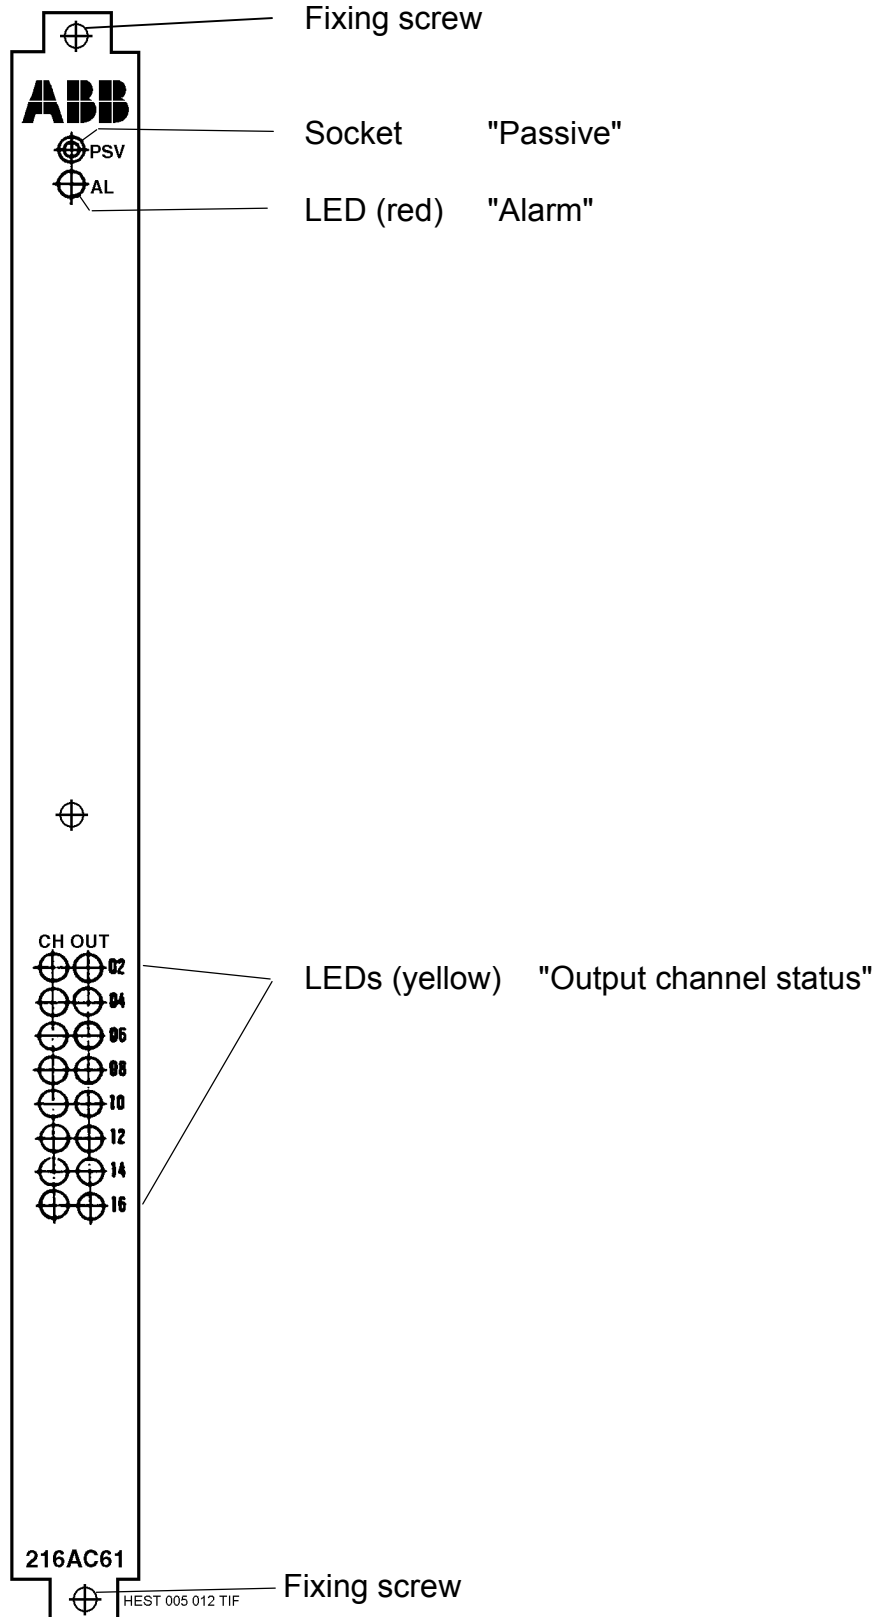 Fixing screw
ABB
Socket "Passive"
PSV
AL
LED (red) "Alarm"
CH OUT
02
LEDs (yellow) "Output channel status"
04
06
08
10
12
14
16
216AC61
Fixing screw
HEST 005 012 TIF